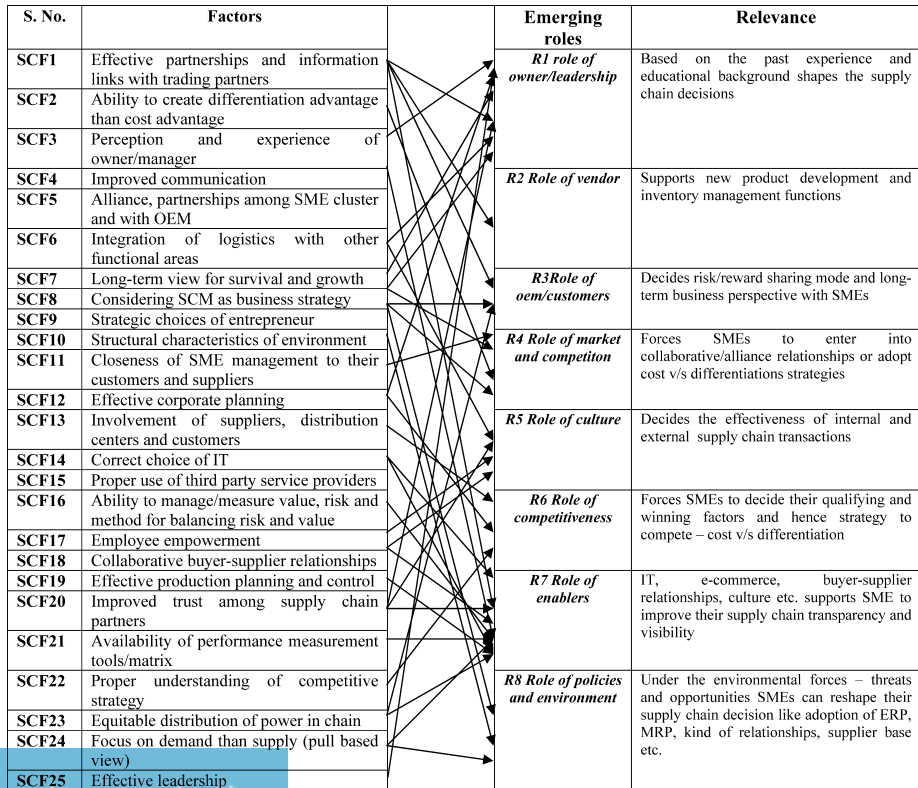 S. No. Factors Emerging roles Relevance
SCF1 Effective partnerships and information
links with trading partners
SCF2 Ability to create differentiation advantage
than cost advantage
SCF3 Perception and experience of
owner/manager
SCF4 Improved communication
SCF5 Alliance, partnerships among SME cluster
and with OEM
SCF6 Integration of logistics with other
functional areas
SCF7 Long-term view for survival and growth
SCF8 Considering SCM as business strategy
SCF9 Strategic choices of entrepreneur
SCF10 Structural characteristics of environment
SCF11 Closeness of SME management to their
customers and suppliers
SCF12 Effective corporate planning
SCF13 Involvement of suppliers, distribution
centers and customers
SCF14 Correct choice of IT
SCF15 Proper use of third party service providers
SCF16 Ability to manage/measure value, risk and
method for balancing risk and value
SCF17 Employee empowerment
SCF18 Collaborative buyer-supplier relationships
SCF19 Effective production planning and control
SCF20 Improved trust among supply chain
partners
SCF21 Availability of performance measurement
tools/matrix
SCF22 Proper understanding of competitive
strategy
SCF23 Equitable distribution of power in chain
SCF24 Focus on demand than supply (pull based
view)
SCF25 Effective leadership
R1 role of
owner/leadership
Based on the past experience and
educational background shapes the supply
chain decisions
R2 Role of vendor
Supports new product development and
inventory management functions
R3Role of
oem/customers
Decides risk/reward sharing mode and long-
term business perspective with SMEs
R4 Role of market
and competiton
Forces SMEs to enter into
collaborative/alliance relationships or adopt
cost v/s differentiations strategies
R5 Role of culture
Decides the effectiveness of internal and
external supply chain transactions
R6 Role of
competitiveness
Forces SMEs to decide their qualifying and
winning factors and hence strategy to
compete – cost v/s differentiation
R7 Role of
enablers
IT, e-commerce, buyer-supplier
relationships, culture etc. supports SME to
improve their supply chain transparency and
visibility
R8 Role of policies
and environment
Under the environmental forces – threats
and opportunities SMEs can reshape their
supply chain decision like adoption of ERP,
MRP, kind of relationships, supplier base
etc.